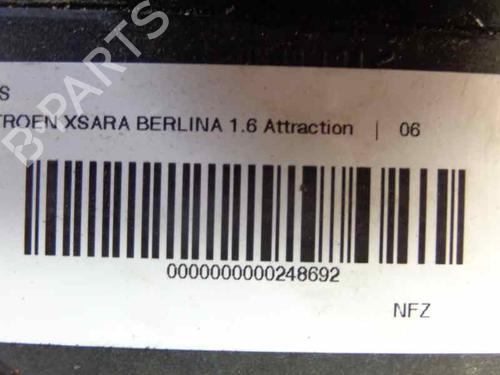 S
TROEN XSARA BERLINA 1.6 Attraction | 06
0000000000248692
NFZ
B-PARTS